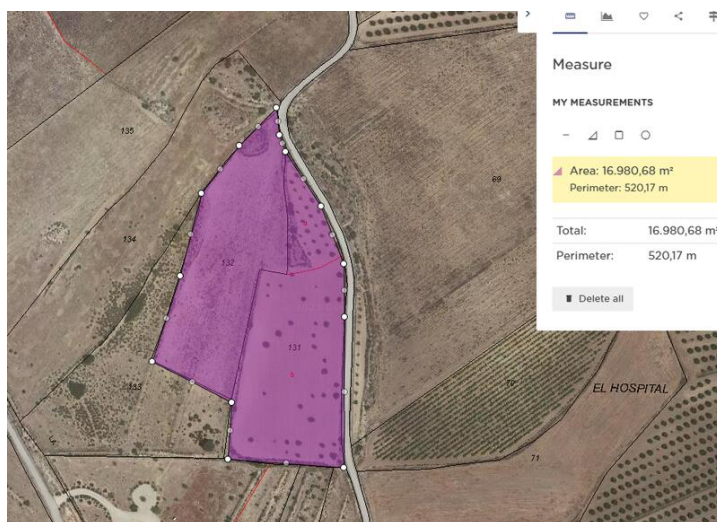 Measure
MY MEASUREMENTS
Area: 16.980,68 m²
Perimeter: 520,17 m
Total: 16.980,68 m²
Perimeter: 520,17 m
Delete all
135
134
132
133
131
69
70
71
EL HOSPITAL